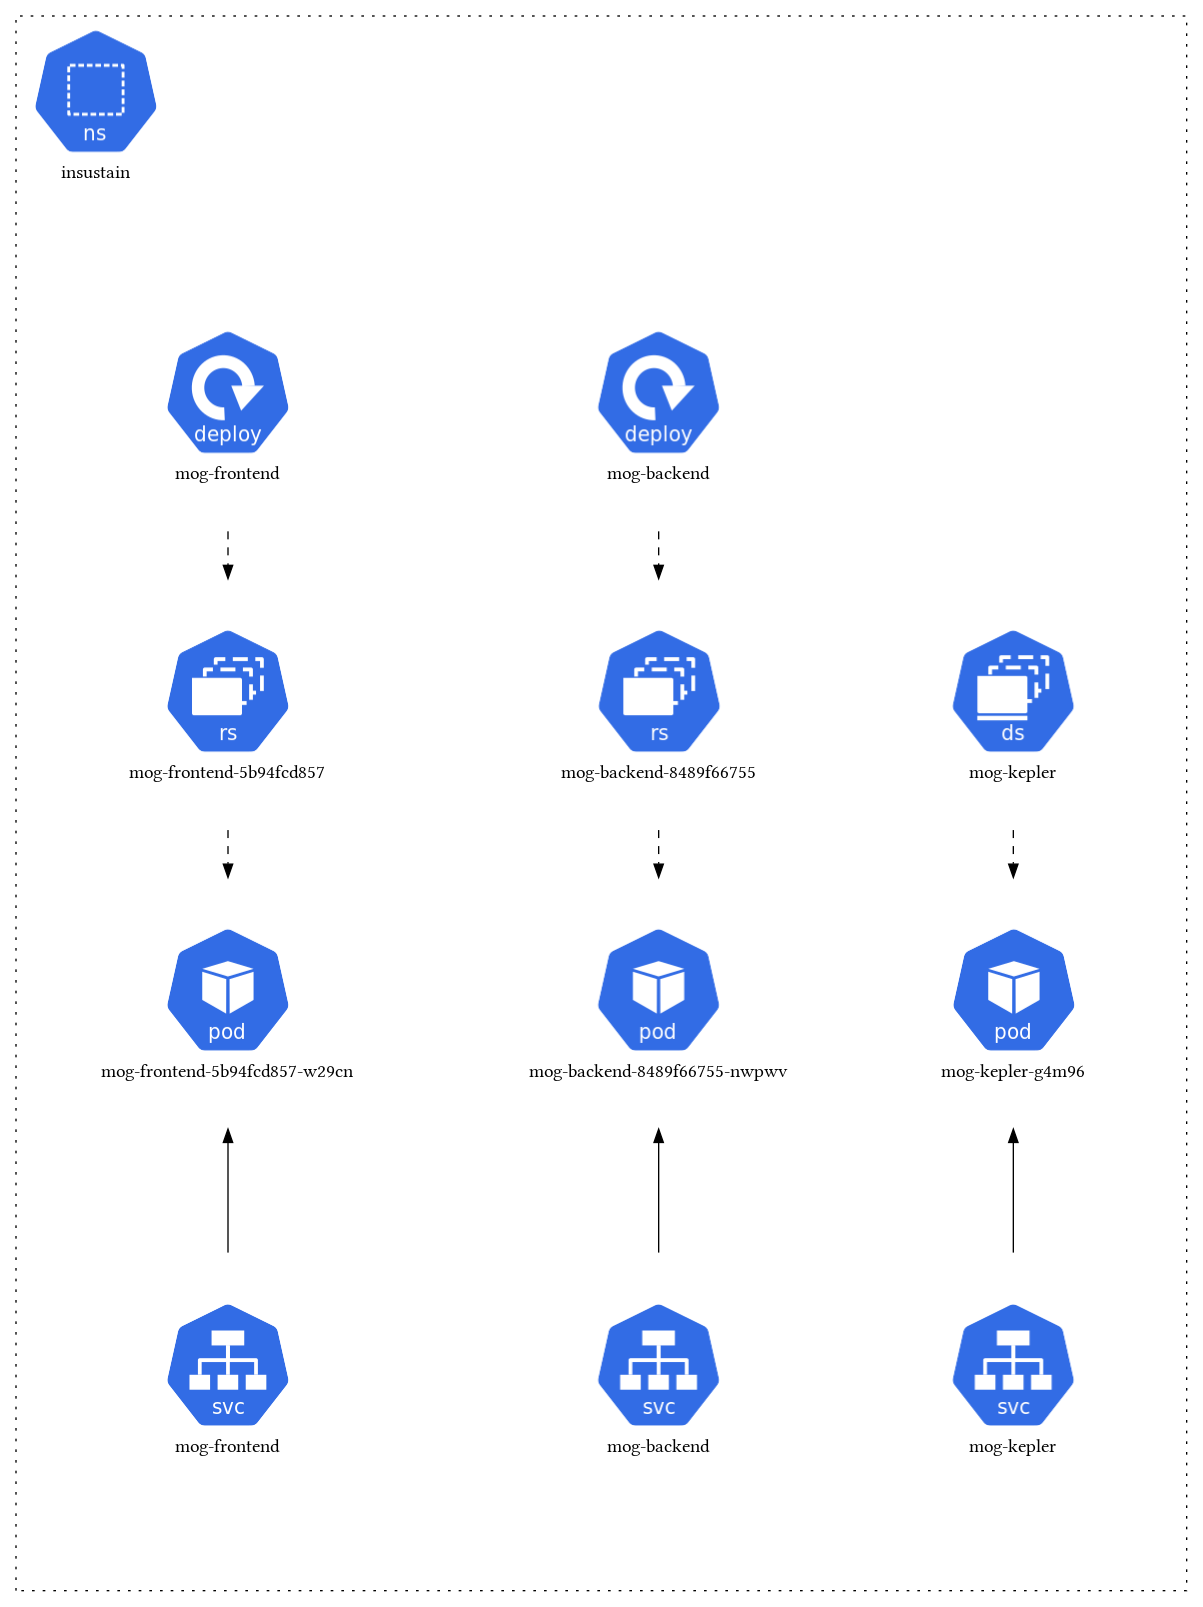 ns
insustain
deploy
deploy
mog-frontend
mog-backend
rs
rs
ds
mog-frontend-5b94fcd857
mog-backend-8489f66755
mog-kepler
pod
pod
pod
mog-frontend-5b94fcd857-w29cn
mog-backend-8489f66755-nwpwv
mog-kepler-g4m96
svc
svc
svc
mog-frontend
mog-backend
mog-kepler